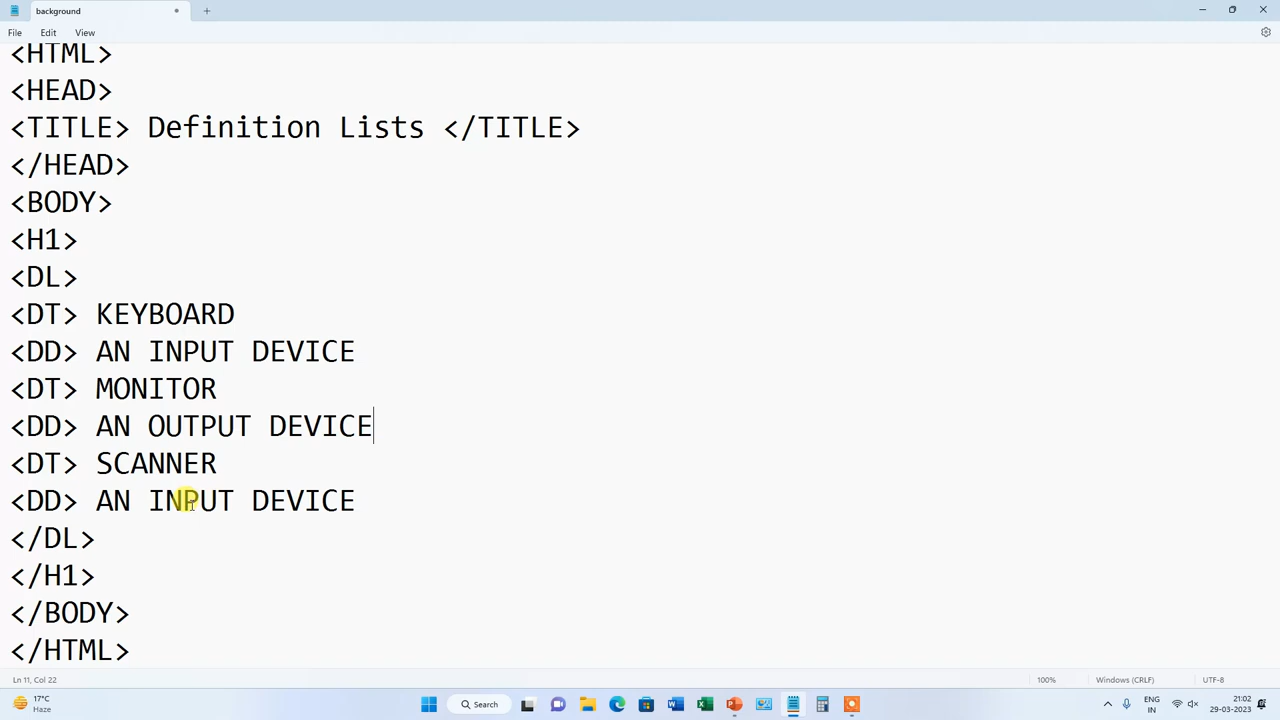 background
File Edit View
<HTML>
<HEAD>
<TITLE> Definition Lists </TITLE>
</HEAD>
<BODY>
<H1>
<DL>
<DT> KEYBOARD
<DD> AN INPUT DEVICE
<DT> MONITOR
<DD> AN OUTPUT DEVICE
<DT> SCANNER
<DD> AN INPUT DEVICE
</DL>
</H1>
</BODY>
</HTML>
Ln 11, Col 22 100% Windows (CRLF) UTF-8
17°C
Haze
Search
ENG
IN
21:02
29-03-2023